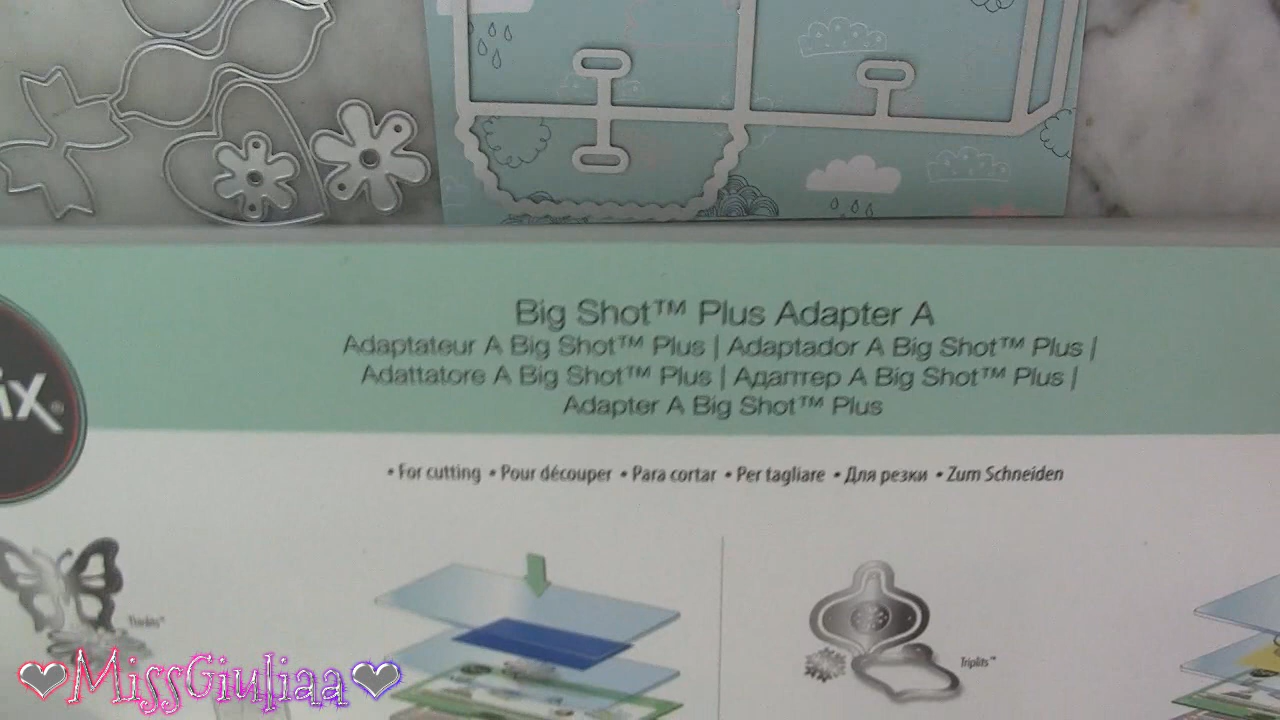 Big Shot™ Plus Adapter A
Adaptateur A Big Shot™ Plus | Adaptador A Big Shot™ Plus |
Adattatore A Big Shot™ Plus | Адаптер A Big Shot™ Plus |
Adapter A Big Shot™ Plus
ix®
• For cutting • Pour découper • Para cortar • Per tagliare • Для резки • Zum Schneiden
Thinlits™
Triplits™
MissGiuliaa